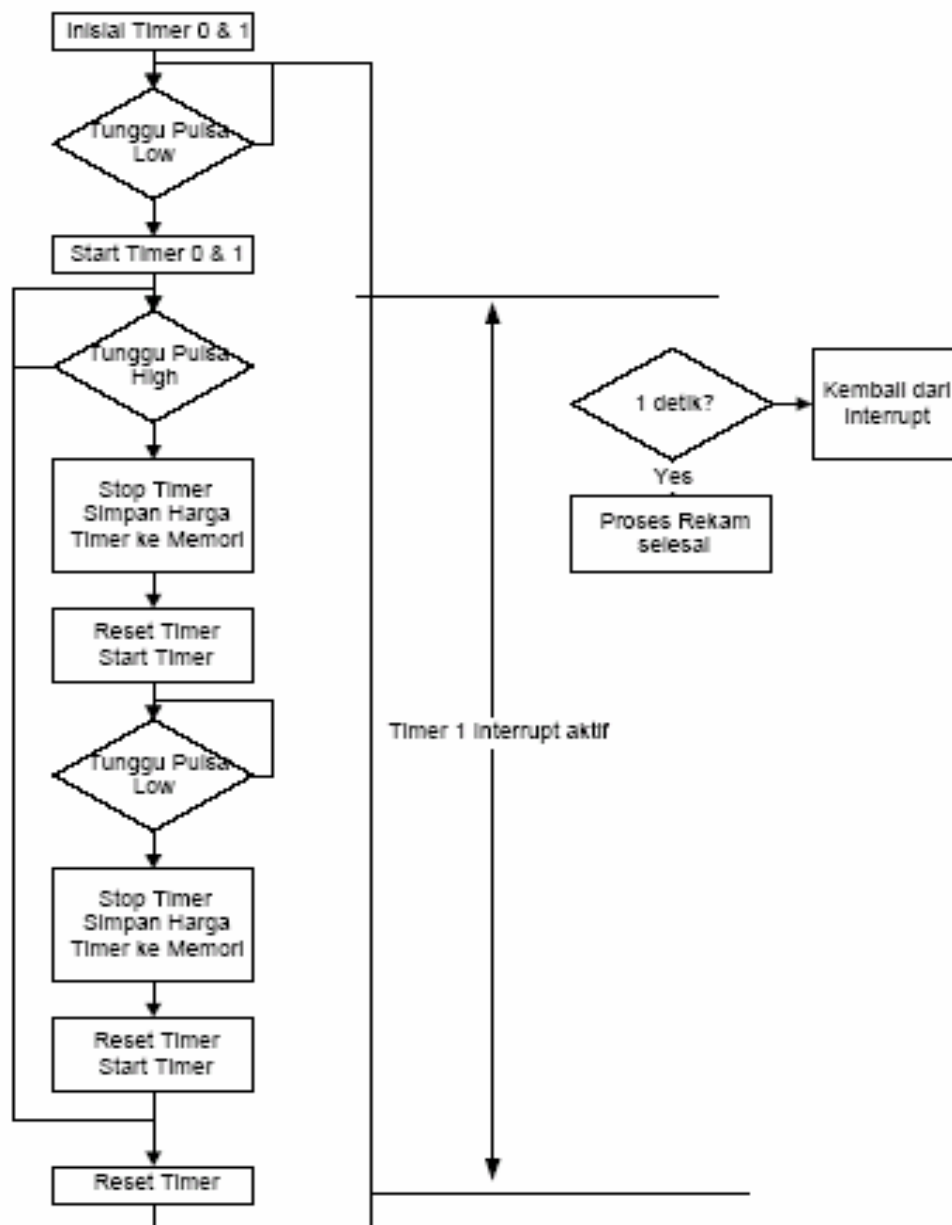 Inisial Timer 0 & 1
Tunggu Pulsa
Low
Start Timer 0 & 1
Tunggu Pulsa
High
Stop Timer
Simpan Harga
Timer ke Memori
Reset Timer
Start Timer
Tunggu Pulsa
Low
Stop Timer
Simpan Harga
Timer ke Memori
Reset Timer
Start Timer
Reset Timer
Timer 1 Interrupt aktif
1 detik?
Yes
Proses Rekam
selesai
Kembali dari
Interrupt